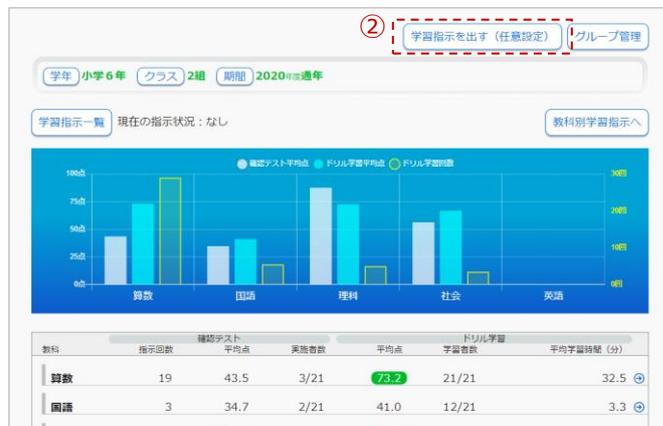 ②
学習指示を出す（任意設定） グループ管理
学年 小学６年 クラス 2組 期間 2020年度通年
学習指示一覧 現在の指示状況：なし 教科別学習指示へ
確認テスト平均点 ドリル学習平均点 ドリル学習回数
100点 30回
75点
20回
50点
10回
25点
0点 0回
算数 国語 理科 社会 英語
確認テスト ドリル学習
教科 指示回数 平均点 実施者数 平均点 学習者数 平均学習時間（分）
算数 19 43.5 3/21 73.2 21/21 32.5
国語 3 34.7 2/21 41.0 12/21 3.3